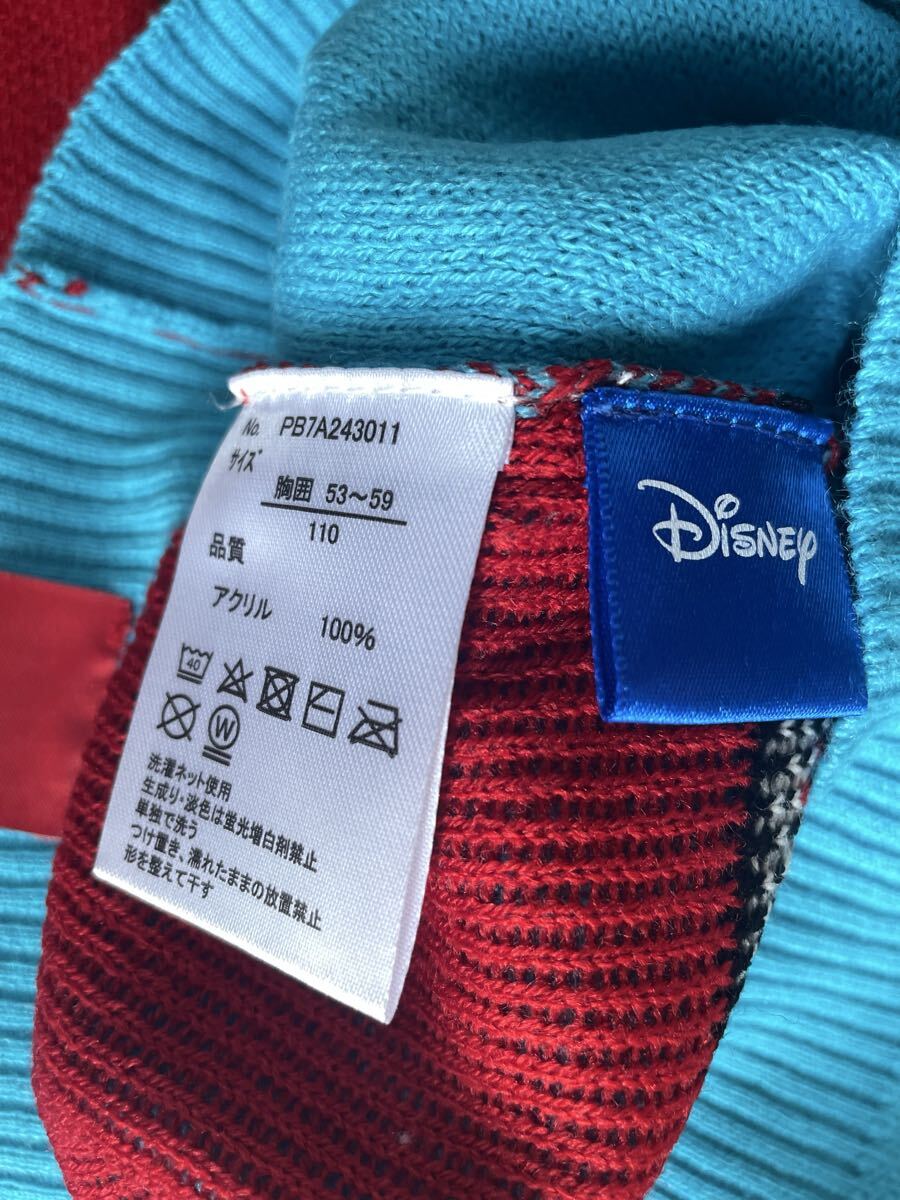 No. PB7A243011
サイズ
胸囲 53～59
110
品質
アクリル 100%
40
W
洗濯ネット使用
生成り・淡色は蛍光増白剤禁止
単独で洗う
つけ置き、濡れたままの放置禁止
形を整えて干す
Disney